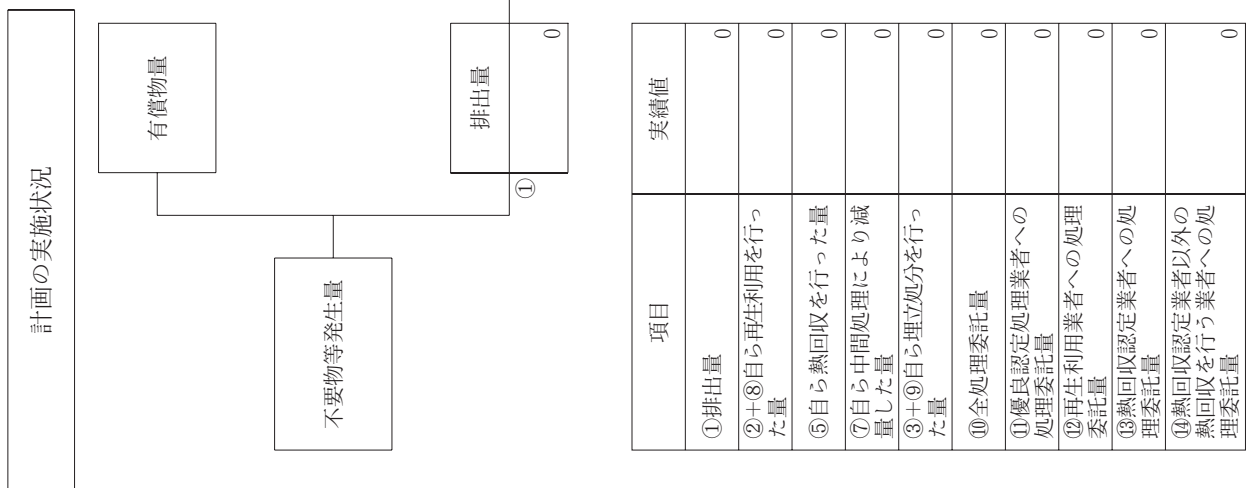 計画の実施状況
有償物量
不要物等発生量
①
排出量
0
項目
実績値
①排出量
0
②+⑧自ら再生利用を行っ
た量
0
⑤自ら熱回収を行った量
0
⑦自ら中間処理により減
量した量
0
③+⑨自ら埋立処分を行っ
た量
0
⑩全処理委託量
0
⑪優良認定処理業者への
処理委託量
0
⑫再生利用業者への処理
委託量
0
⑬熱回収認定業者への処
理委託量
0
⑭熱回収認定業者以外の
熱回収を行う業者への処
理委託量
0